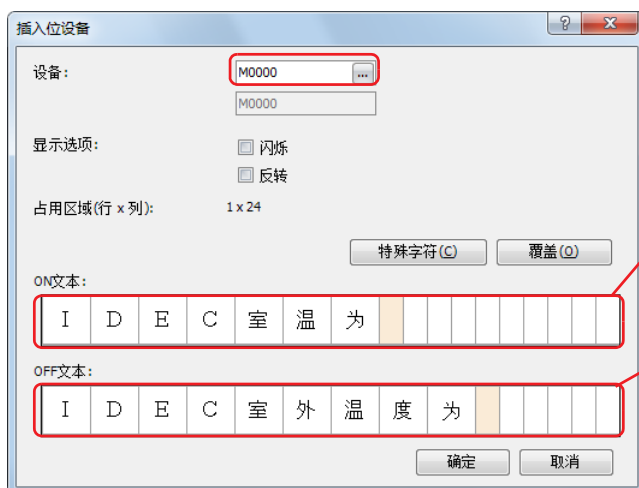 插入位设备
设备: M0000 ...
M0000
显示选项: 闪烁
反转
占用区域(行 x 列): 1 x 24
特殊字符(C) 覆盖(O)
ON文本:
I D E C 室 温 为
OFF文本:
I D E C 室 外 温 度 为
确定 取消